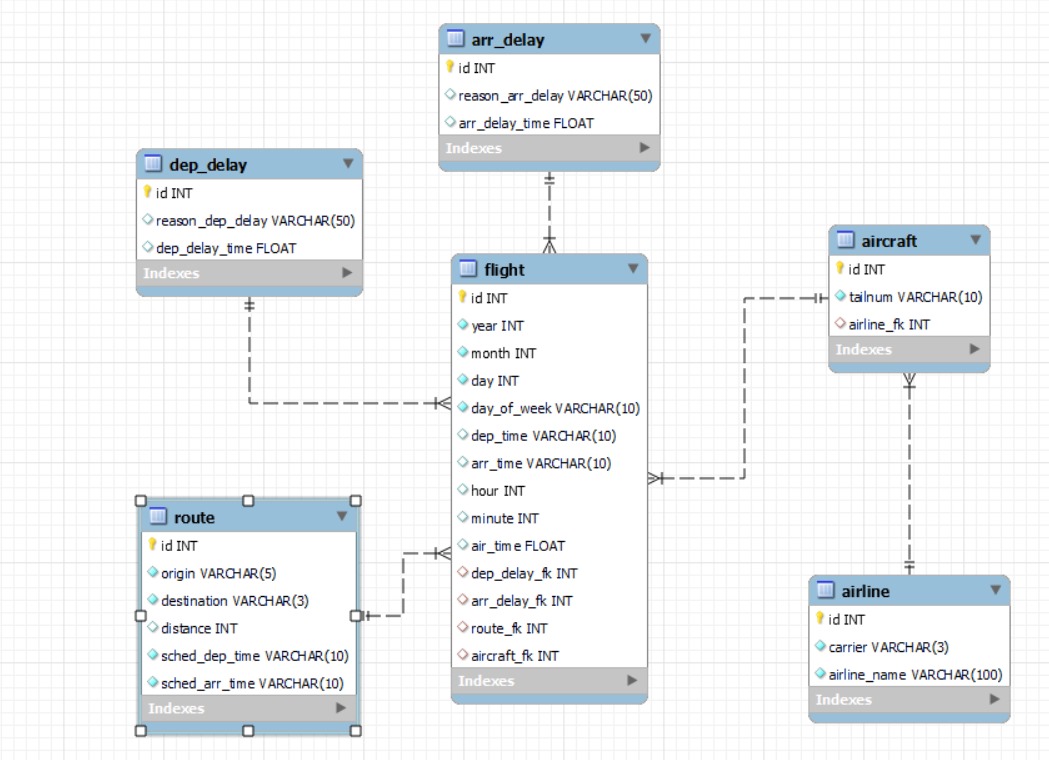 arr_delay
id INT
reason_arr_delay VARCHAR(50)
arr_delay_time FLOAT
Indexes
dep_delay
id INT
reason_dep_delay VARCHAR(50)
dep_delay_time FLOAT
Indexes
flight
id INT
year INT
month INT
day INT
day_of_week VARCHAR(10)
dep_time VARCHAR(10)
arr_time VARCHAR(10)
hour INT
minute INT
air_time FLOAT
dep_delay_fk INT
arr_delay_fk INT
route_fk INT
aircraft_fk INT
Indexes
aircraft
id INT
tailnum VARCHAR(10)
airline_fk INT
Indexes
route
id INT
origin VARCHAR(5)
destination VARCHAR(3)
distance INT
sched_dep_time VARCHAR(10)
sched_arr_time VARCHAR(10)
Indexes
airline
id INT
carrier VARCHAR(3)
airline_name VARCHAR(100)
Indexes